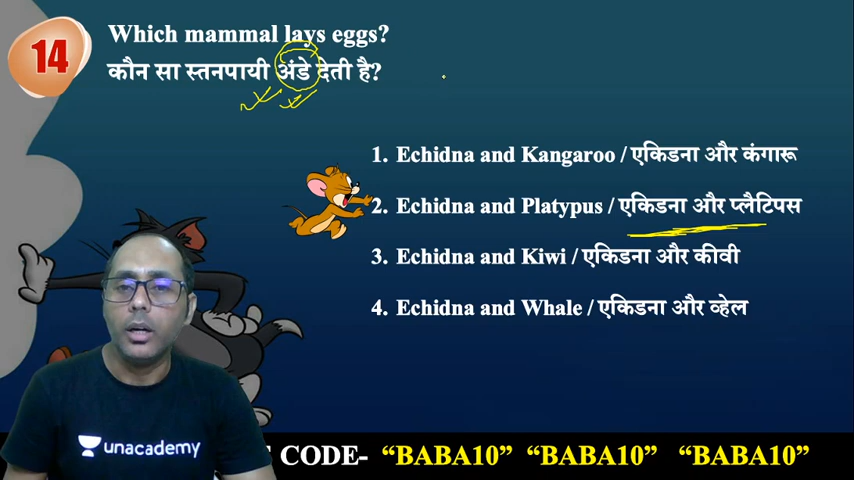 14
Which mammal lays eggs?
कौन सा स्तनपायी अंडे देती है?
1. Echidna and Kangaroo / एकिडना और कंगारू
2. Echidna and Platypus / एकिडना और प्लैटिपस
3. Echidna and Kiwi / एकिडना और कीवी
4. Echidna and Whale / एकिडना और व्हेल
unacademy
CODE- “BABA10” “BABA10” “BABA10”